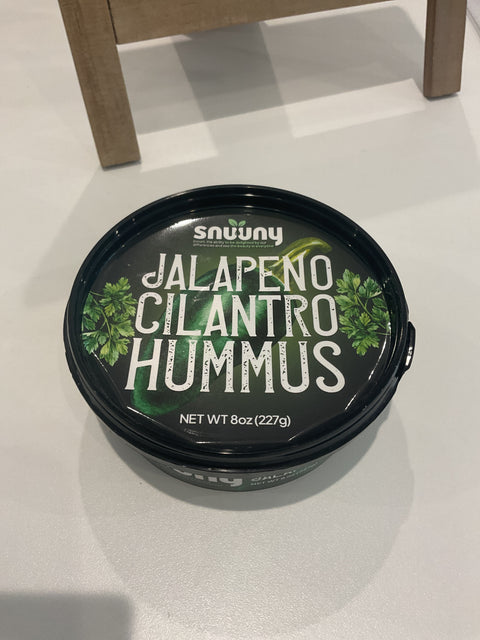 snuuny
JALAPENO
CILANTRO
HUMMUS
NET WT 8oz (227g)